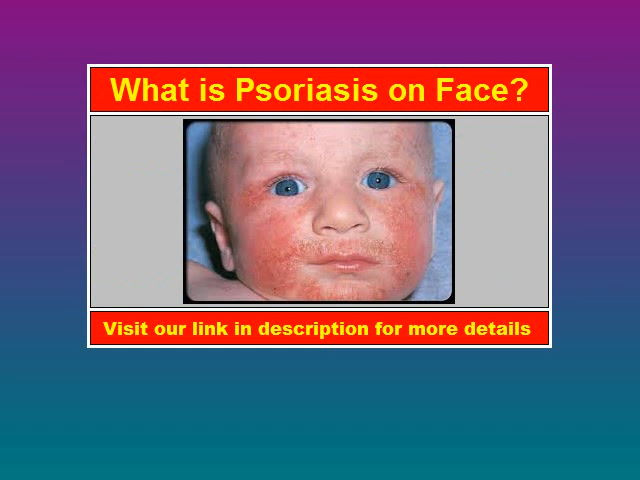 What is Psoriasis on Face?
Visit our link in description for more details